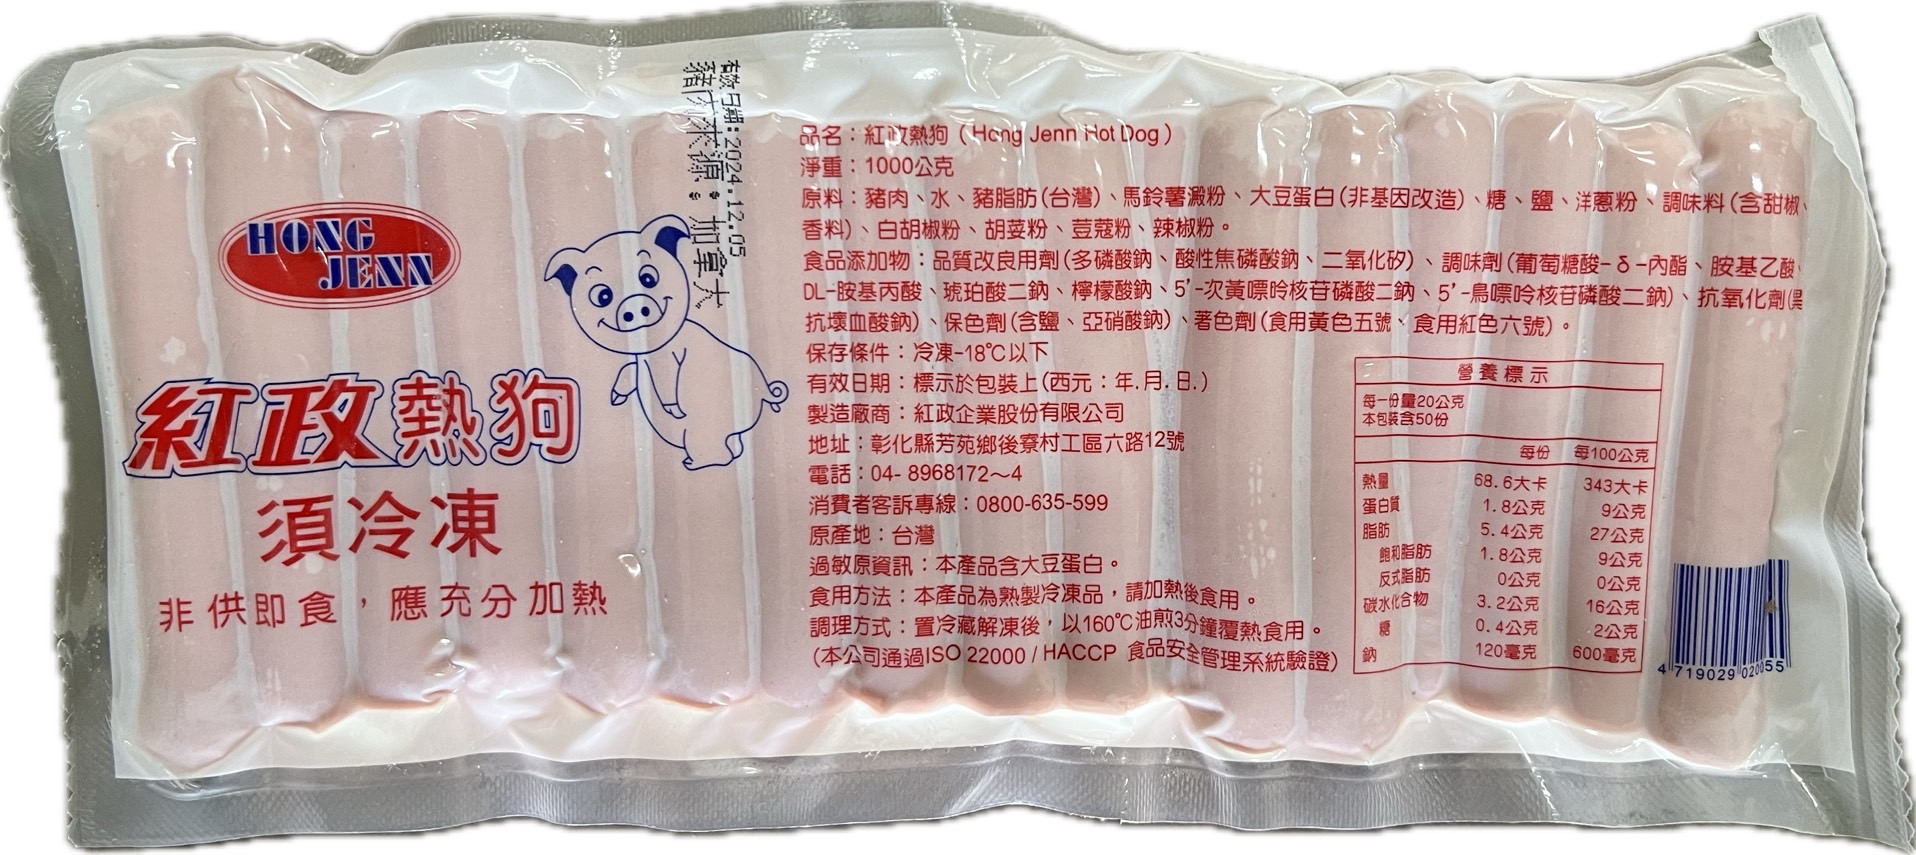 HONG
JENN
紅政熱狗
須冷凍
非供即食，應充分加熱
有效日期:2024.12.05
豬肉來源:加拿大
品名：紅政熱狗（Hong Jenn Hot Dog）
淨重：1000公克
原料：豬肉、水、豬脂肪(台灣)、馬鈴薯澱粉、大豆蛋白(非基因改造)、糖、鹽、洋蔥粉、調味料(含甜椒、
香料)、白胡椒粉、胡荽粉、荳蔻粉、辣椒粉。
食品添加物：品質改良用劑(多磷酸鈉、酸性焦磷酸鈉、二氧化矽)、調味劑(葡萄糖酸-δ-內酯、胺基乙酸、
DL-胺基丙酸、琥珀酸二鈉、檸檬酸鈉、5'-次黃嘌呤核苷磷酸二鈉、5'-鳥嘌呤核苷磷酸二鈉)、抗氧化劑(異
抗壞血酸鈉)、保色劑(含鹽、亞硝酸鈉)、著色劑(食用黃色五號、食用紅色六號)。
保存條件：冷凍-18℃以下
有效日期：標示於包裝上(西元：年.月.日.)
製造廠商：紅政企業股份有限公司
地址：彰化縣芳苑鄉後寮村工區六路12號
電話：04- 8968172～4
消費者客訴專線：0800-635-599
原產地：台灣
過敏原資訊：本產品含大豆蛋白。
食用方法：本產品為熟製冷凍品，請加熱後食用。
調理方式：置冷藏解凍後，以160℃油煎3分鐘覆熱食用。
(本公司通過ISO 22000 / HACCP 食品安全管理系統驗證)
營養標示
每一份量20公克
本包裝含50份
每份 每100公克
熱量 68.6大卡 343大卡
蛋白質 1.8公克 9公克
脂肪 5.4公克 27公克
飽和脂肪 1.8公克 9公克
反式脂肪 0公克 0公克
碳水化合物 3.2公克 16公克
糖 0.4公克 2公克
鈉 120毫克 600毫克
4 719029 020055